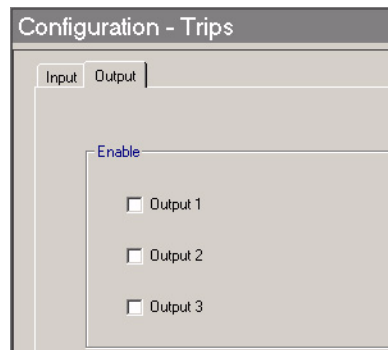 Configuration - Trips
Input Output
Enable
Output 1
Output 2
Output 3